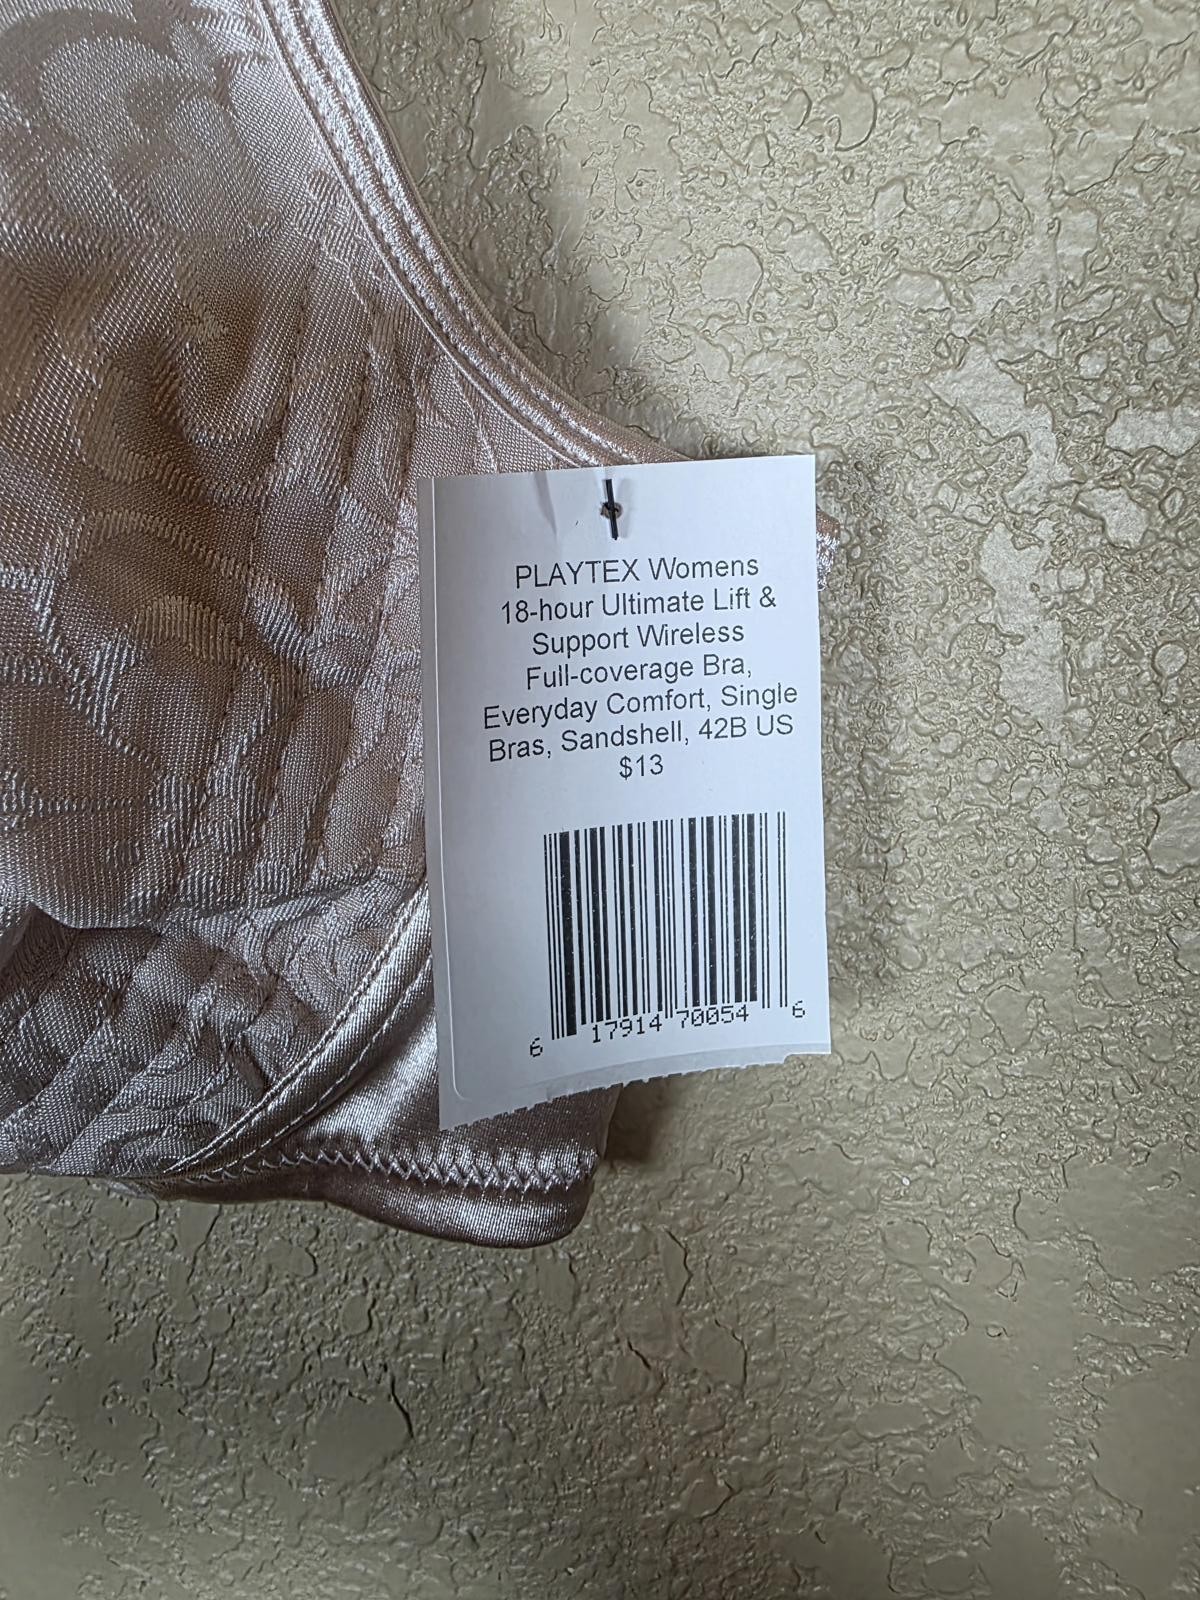 PLAYTEX Womens
18-hour Ultimate Lift &
Support Wireless
Full-coverage Bra,
Everyday Comfort, Single
Bras, Sandshell, 42B US
$13
6 17914 70054 6